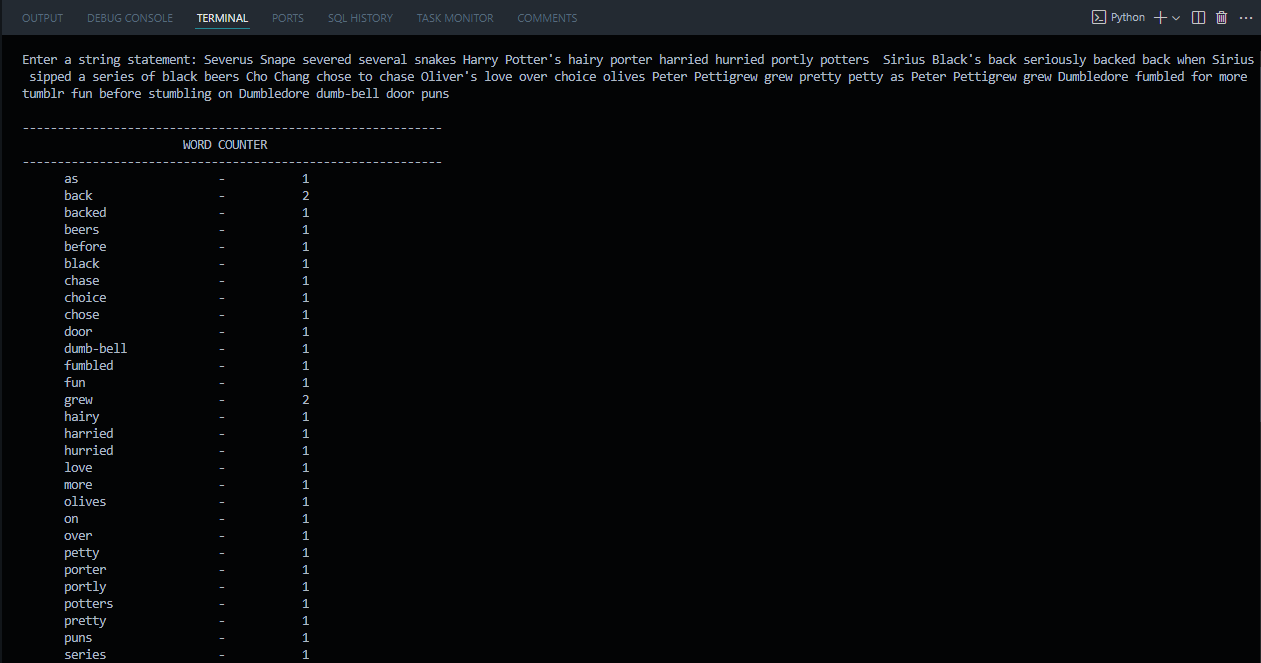 OUTPUT DEBUG CONSOLE TERMINAL PORTS SQL HISTORY TASK MONITOR COMMENTS Python
Enter a string statement: Severus Snape severed several snakes Harry Potter's hairy porter harried hurried portly potters  Sirius Black's back seriously backed back when Sirius
sipped a series of black beers Cho Chang chose to chase Oliver's love over choice olives Peter Pettigrew grew pretty petty as Peter Pettigrew grew Dumbledore fumbled for more
tumblr fun before stumbling on Dumbledore dumb-bell door puns
------------------------------------------------------------
WORD COUNTER
------------------------------------------------------------
as - 1
back - 2
backed - 1
beers - 1
before - 1
black - 1
chase - 1
choice - 1
chose - 1
door - 1
dumb-bell - 1
fumbled - 1
fun - 1
grew - 2
hairy - 1
harried - 1
hurried - 1
love - 1
more - 1
olives - 1
on - 1
over - 1
petty - 1
porter - 1
portly - 1
potters - 1
pretty - 1
puns - 1
series - 1